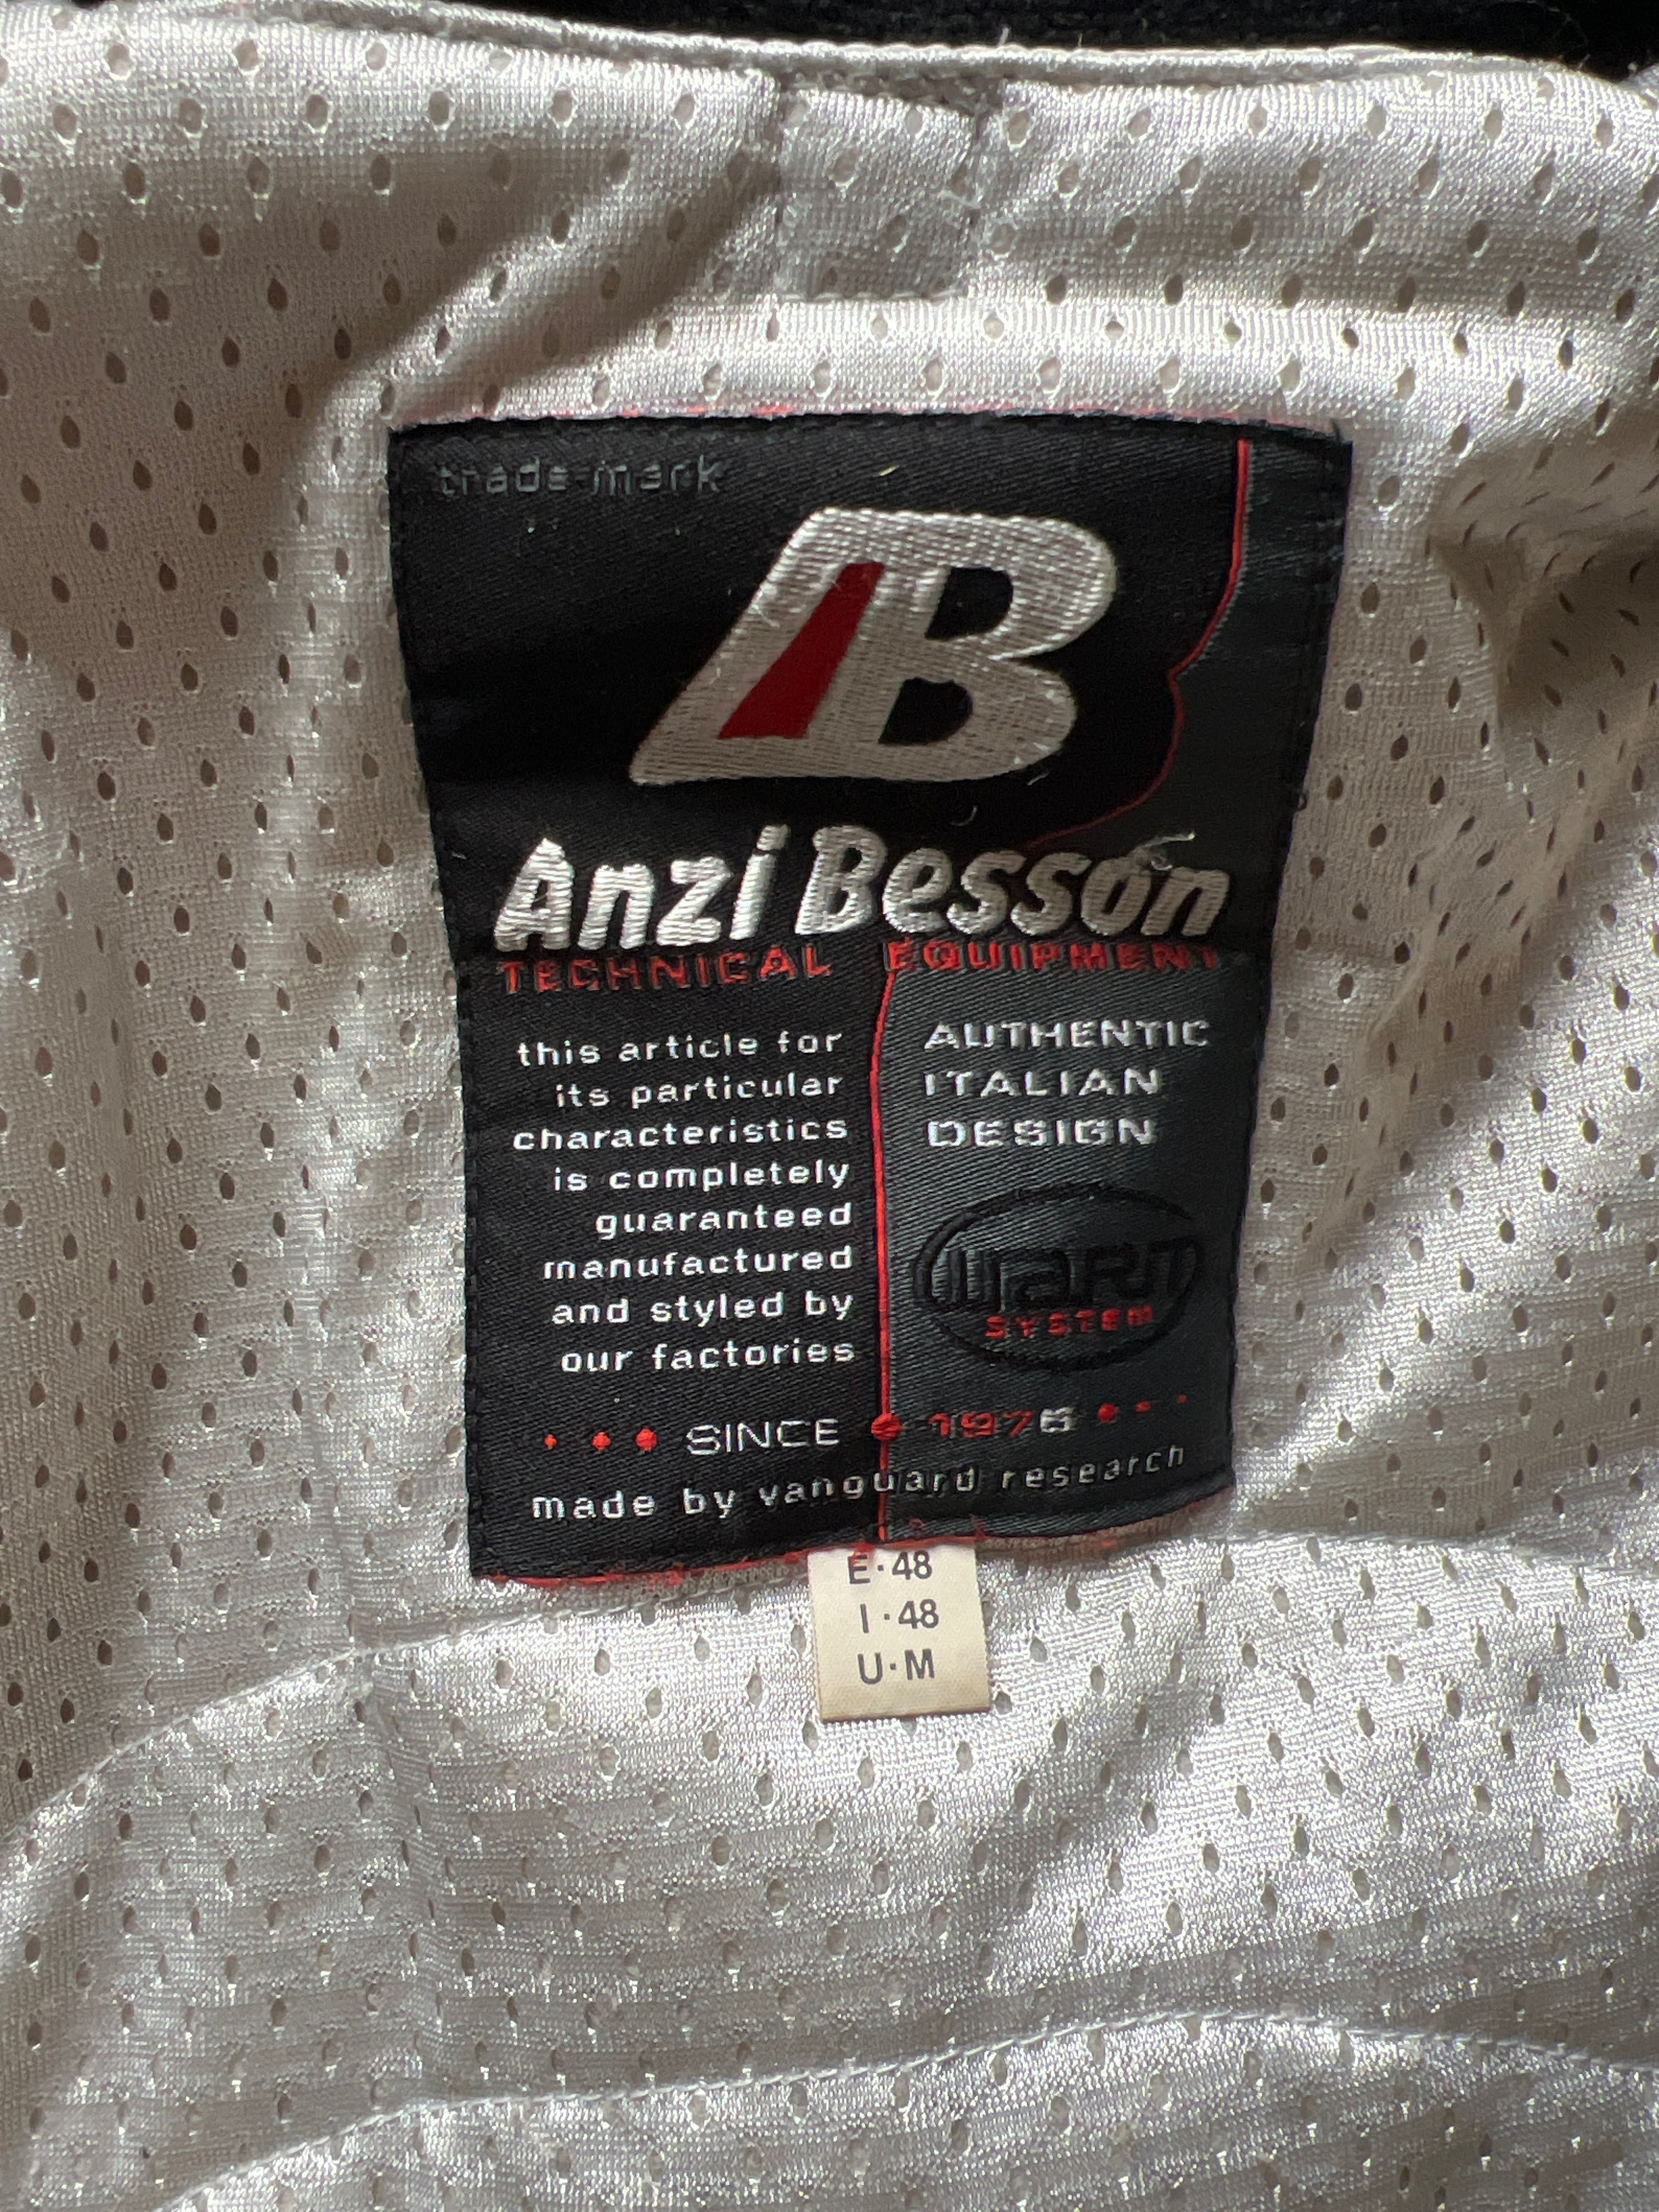 trade-mark
AB
Anzi Besson
TECHNICAL EQUIPMENT
this article for
its particular
characteristics
is completely
guaranteed
manufactured
and styled by
our factories
AUTHENTIC
ITALIAN
DESIGN
SYSTEM
SINCE 1976
made by vanguard research
E·48
I·48
U·M